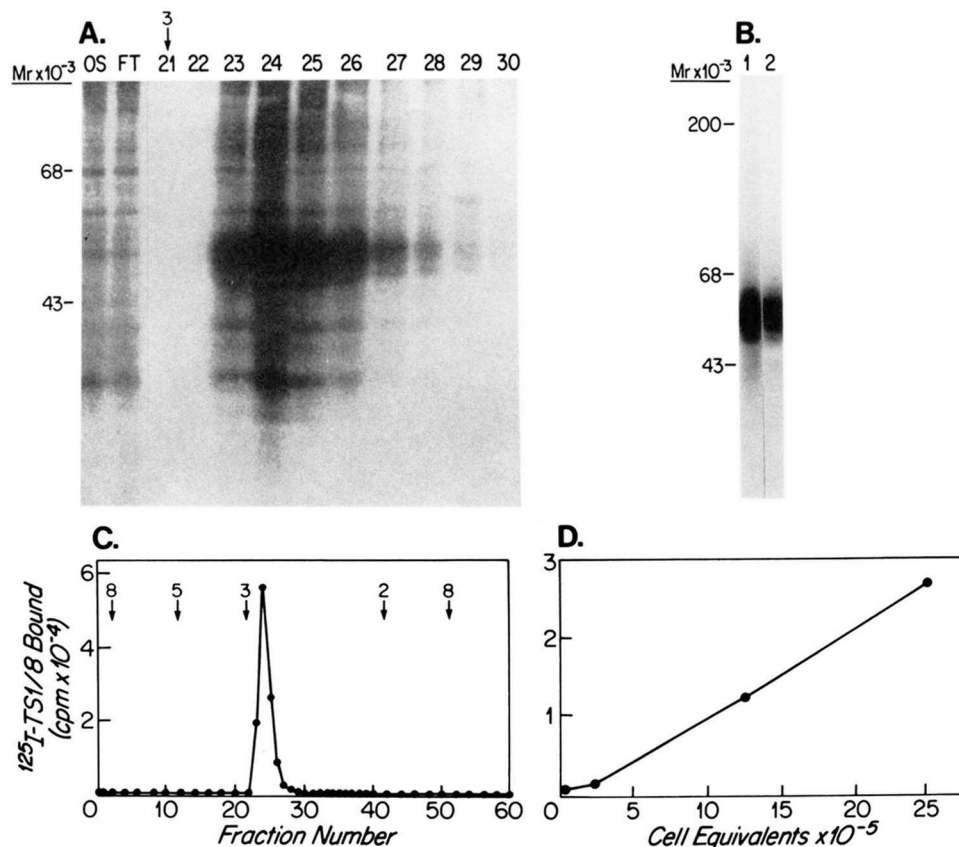 A.
3
OS FT 21 22 23 24 25 26 27 28 29 30
Mr x10⁻³
68-
43-
B.
1 2
Mr x10⁻³
200-
68-
43-
C.
¹²⁵I-TS1/8 Bound
(cpm x10⁻⁴)
6
4
2
8 5 3 2 8
0 10 20 30 40 50 60
Fraction Number
D.
3
2
1
0 5 10 15 20 25
Cell Equivalents x10⁻⁵